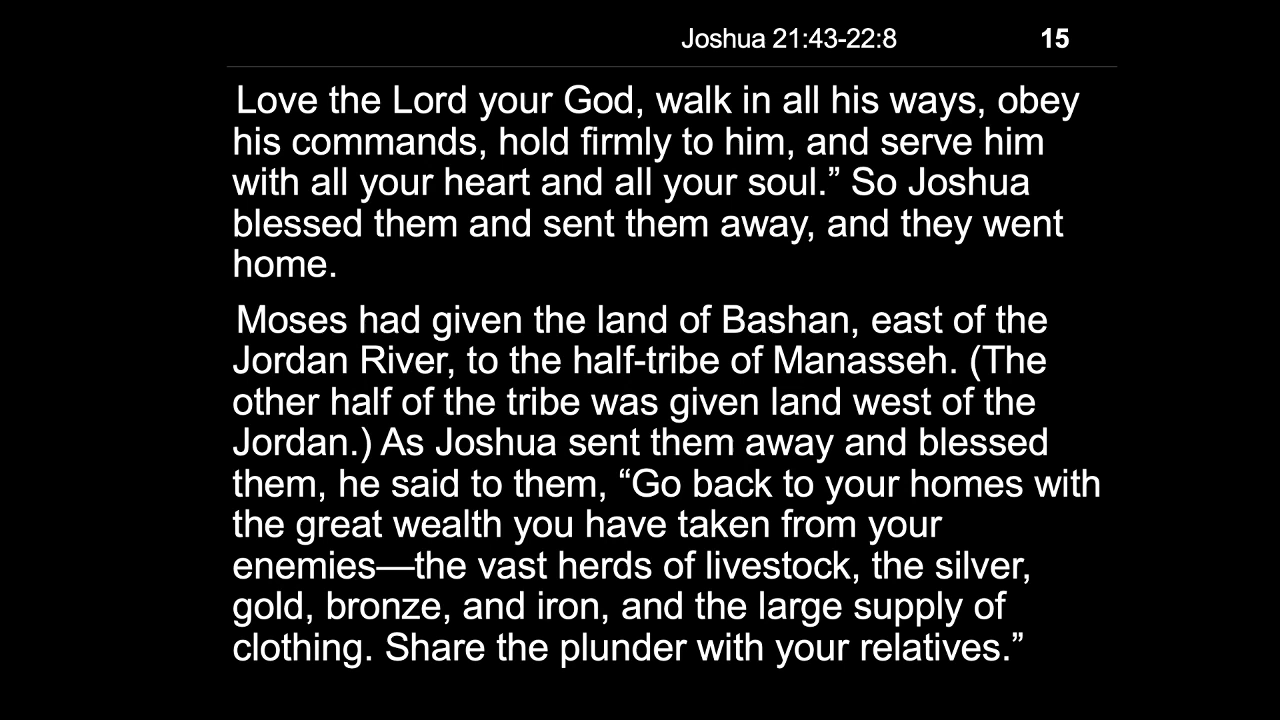 Joshua 21:43-22:8 15
Love the Lord your God, walk in all his ways, obey
his commands, hold firmly to him, and serve him
with all your heart and all your soul.” So Joshua
blessed them and sent them away, and they went
home.
Moses had given the land of Bashan, east of the
Jordan River, to the half-tribe of Manasseh. (The
other half of the tribe was given land west of the
Jordan.) As Joshua sent them away and blessed
them, he said to them, “Go back to your homes with
the great wealth you have taken from your
enemies—the vast herds of livestock, the silver,
gold, bronze, and iron, and the large supply of
clothing. Share the plunder with your relatives.”